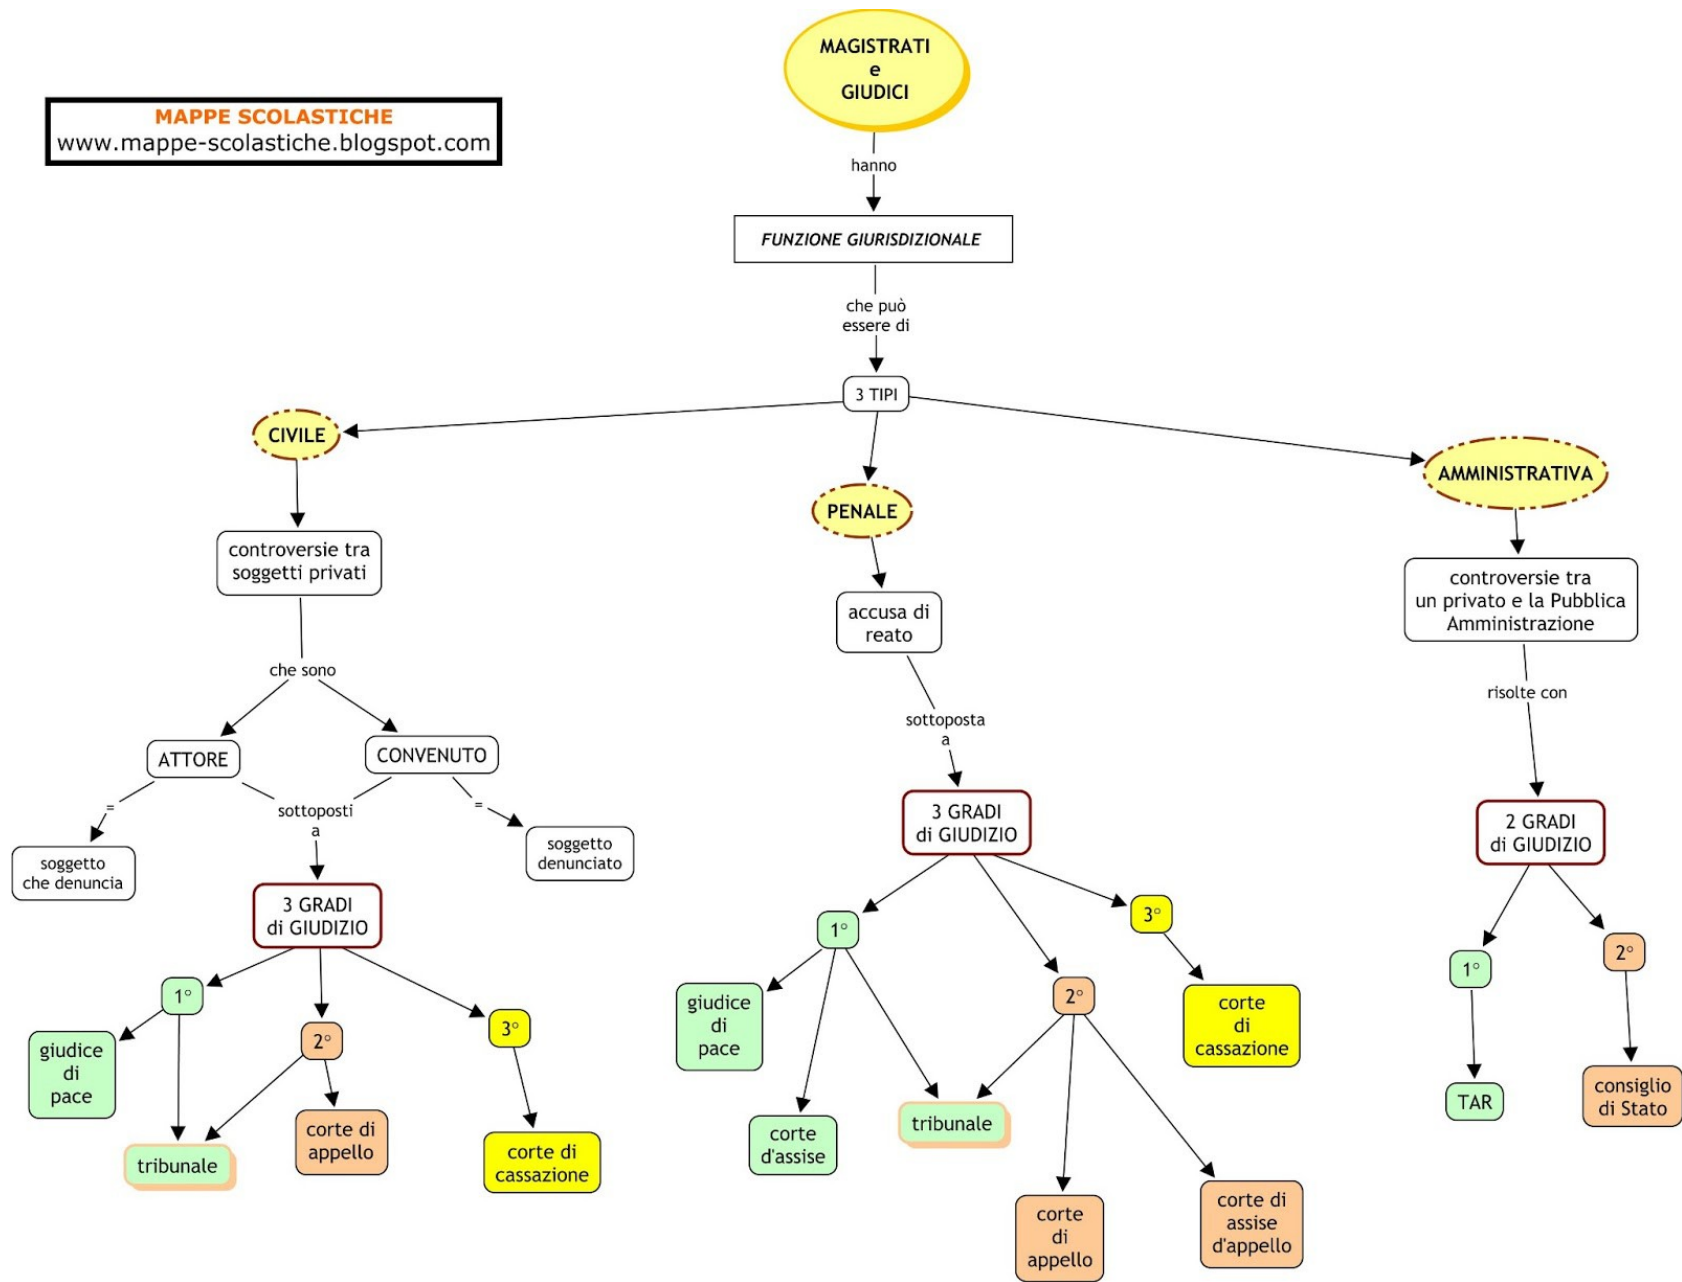 MAGISTRATI
e
GIUDICI
MAPPE SCOLASTICHE
www.mappe-scolastiche.blogspot.com
hanno
FUNZIONE GIURISDIZIONALE
che può
essere di
3 TIPI
CIVILE
controversie tra
soggetti privati
che sono
ATTORE
CONVENUTO
=
=
soggetto
che denuncia
sottoposti
a
soggetto
denunciato
3 GRADI
di GIUDIZIO
1°
2°
3°
giudice
di
pace
tribunale
corte di
appello
corte di
cassazione
PENALE
accusa di
reato
sottoposta
a
3 GRADI
di GIUDIZIO
1°
2°
3°
giudice
di
pace
corte
d'assise
tribunale
corte
di
appello
corte di
assise
d'appello
corte
di
cassazione
AMMINISTRATIVA
controversie tra
un privato e la Pubblica
Amministrazione
risolte con
2 GRADI
di GIUDIZIO
1°
2°
TAR
consiglio
di Stato